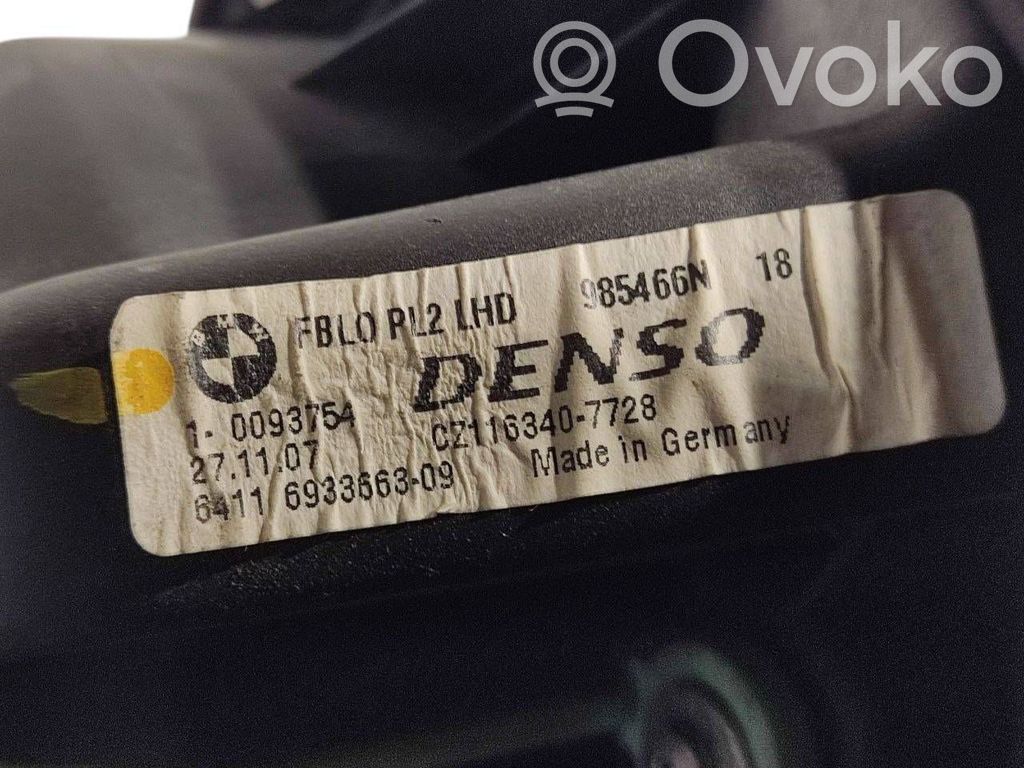 Ovoko
FBLO PL2 LHD 985466N 18
DENSO
1- 0093754 CZ116340-7728
27.11.07 Made in Germany
6411 6933663-09